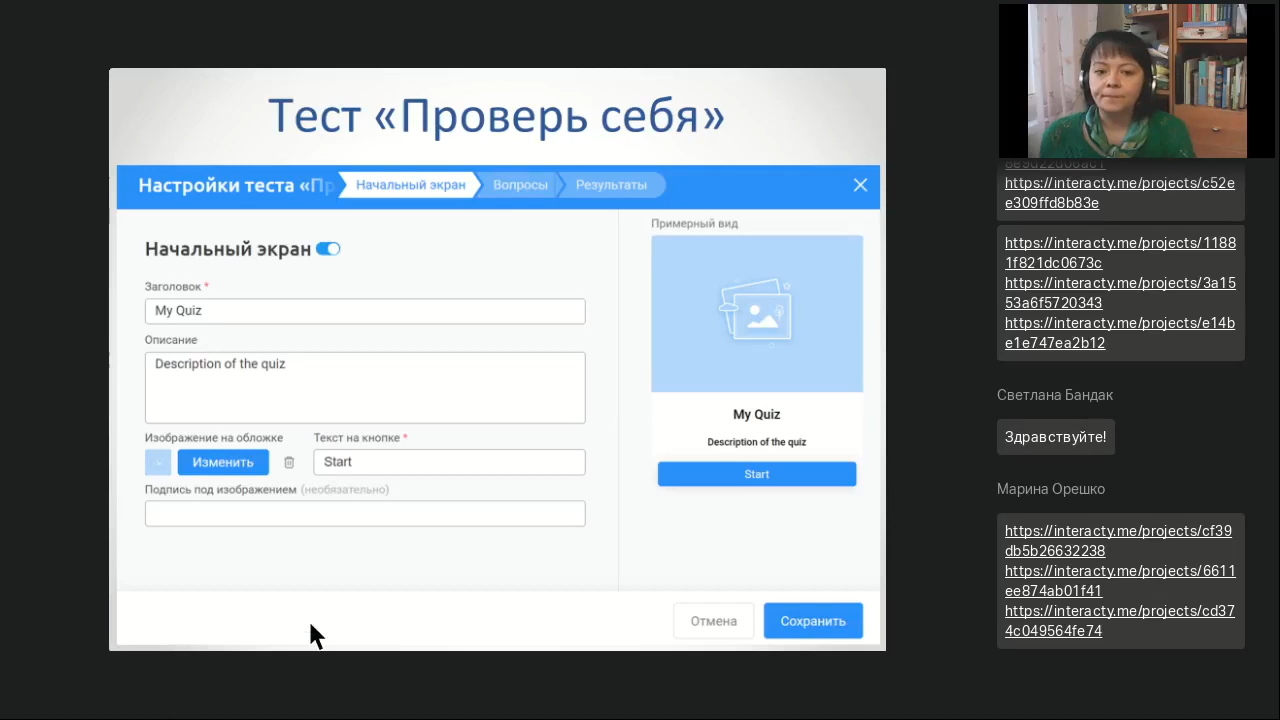 Тест «Проверь себя»
Настройки теста «Пр
Начальный экран
Вопросы
Результаты
Начальный экран
Заголовок *
My Quiz
Описание
Description of the quiz
Изображение на обложке
Текст на кнопке *
Изменить
Start
Подпись под изображением (необязательно)
Примерный вид
My Quiz
Description of the quiz
Start
Отмена
Сохранить
8e9d22d06ac1
https://interacty.me/projects/c52e
e309ffd8b83e
https://interacty.me/projects/1188
1f821dc0673c
https://interacty.me/projects/3a15
53a6f5720343
https://interacty.me/projects/e14b
e1e747ea2b12
Светлана Бандак
Здравствуйте!
Марина Орешко
https://interacty.me/projects/cf39
db5b26632238
https://interacty.me/projects/6611
ee874ab01f41
https://interacty.me/projects/cd37
4c049564fe74